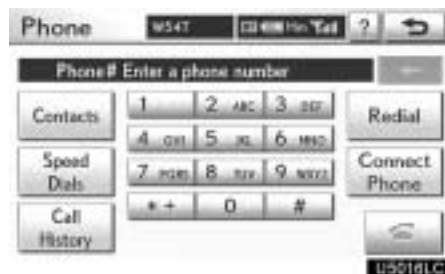 Phone W547 ?
Phone# Enter a phone number
Contacts 1 2 ABC 3 DEF Redial
4 GHI 5 JKL 6 MNO
Speed Dials 7 PQRS 8 TUV 9 WXYZ Connect Phone
* + 0 #
Call History
U5016LC